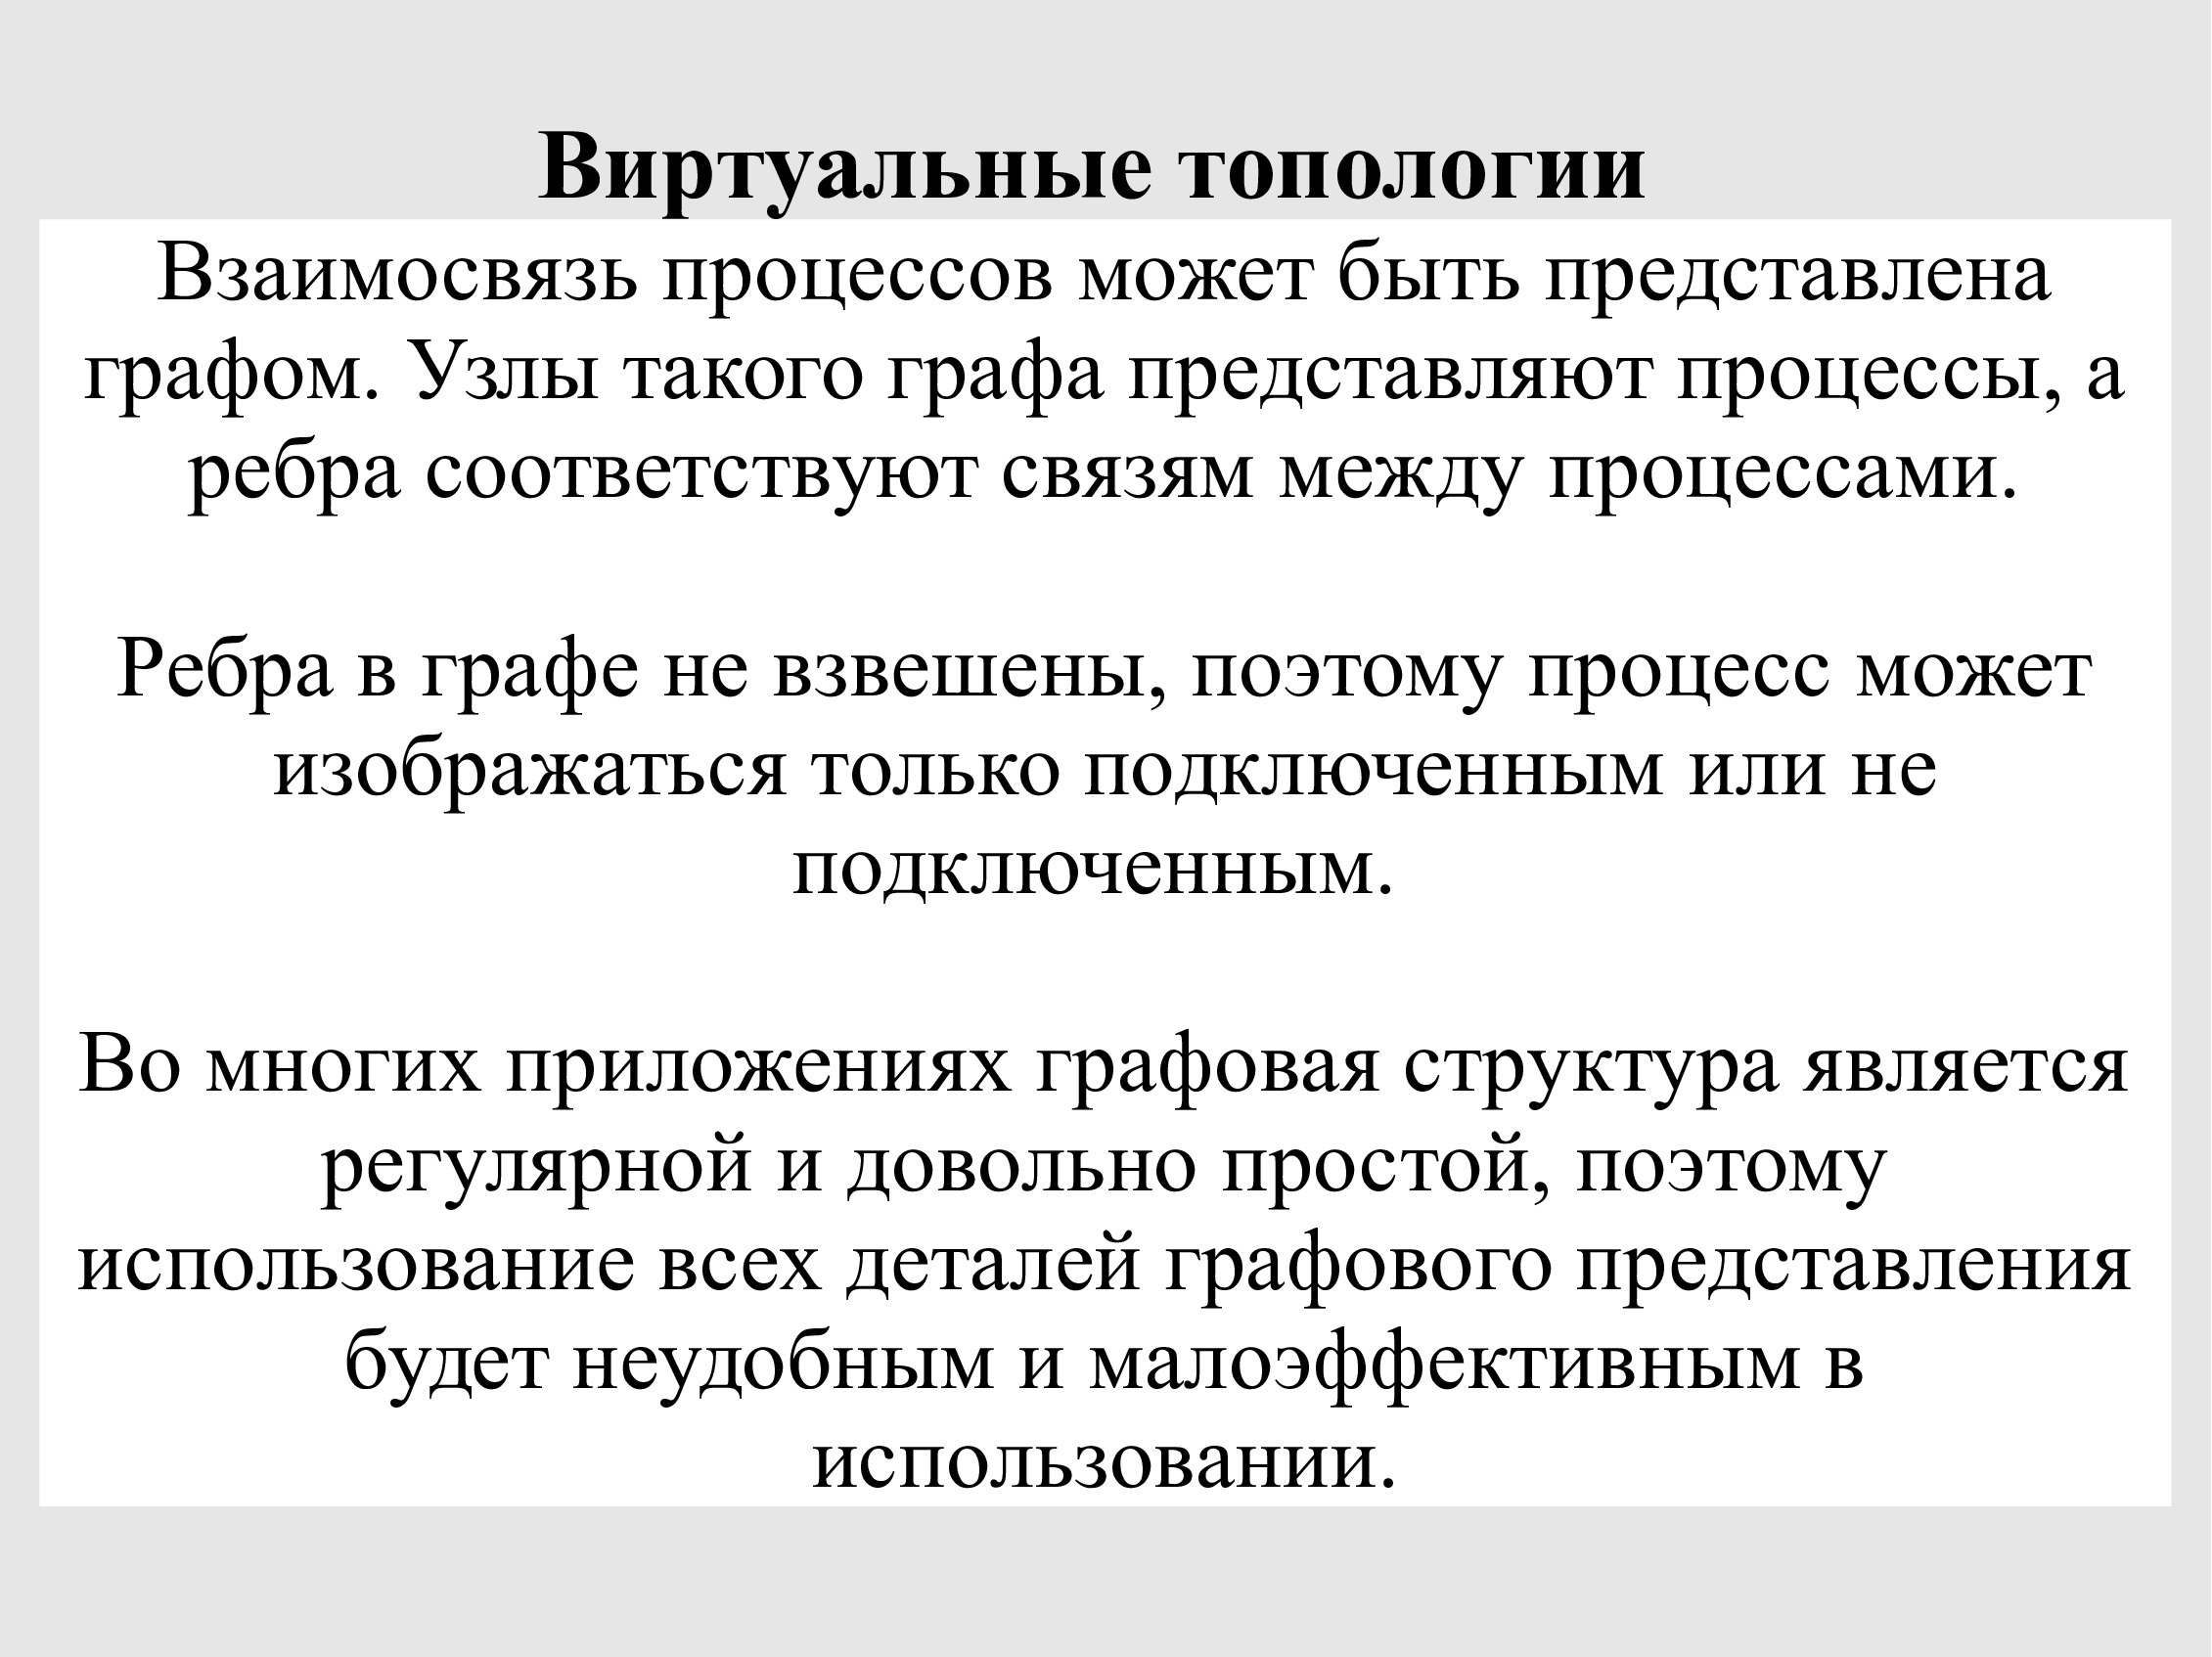 Виртуальные топологии
Взаимосвязь процессов может быть представлена
графом. Узлы такого графа представляют процессы, а
ребра соответствуют связям между процессами.
Ребра в графе не взвешены, поэтому процесс может
изображаться только подключенным или не
подключенным.
Во многих приложениях графовая структура является
регулярной и довольно простой, поэтому
использование всех деталей графового представления
будет неудобным и малоэффективным в
использовании.